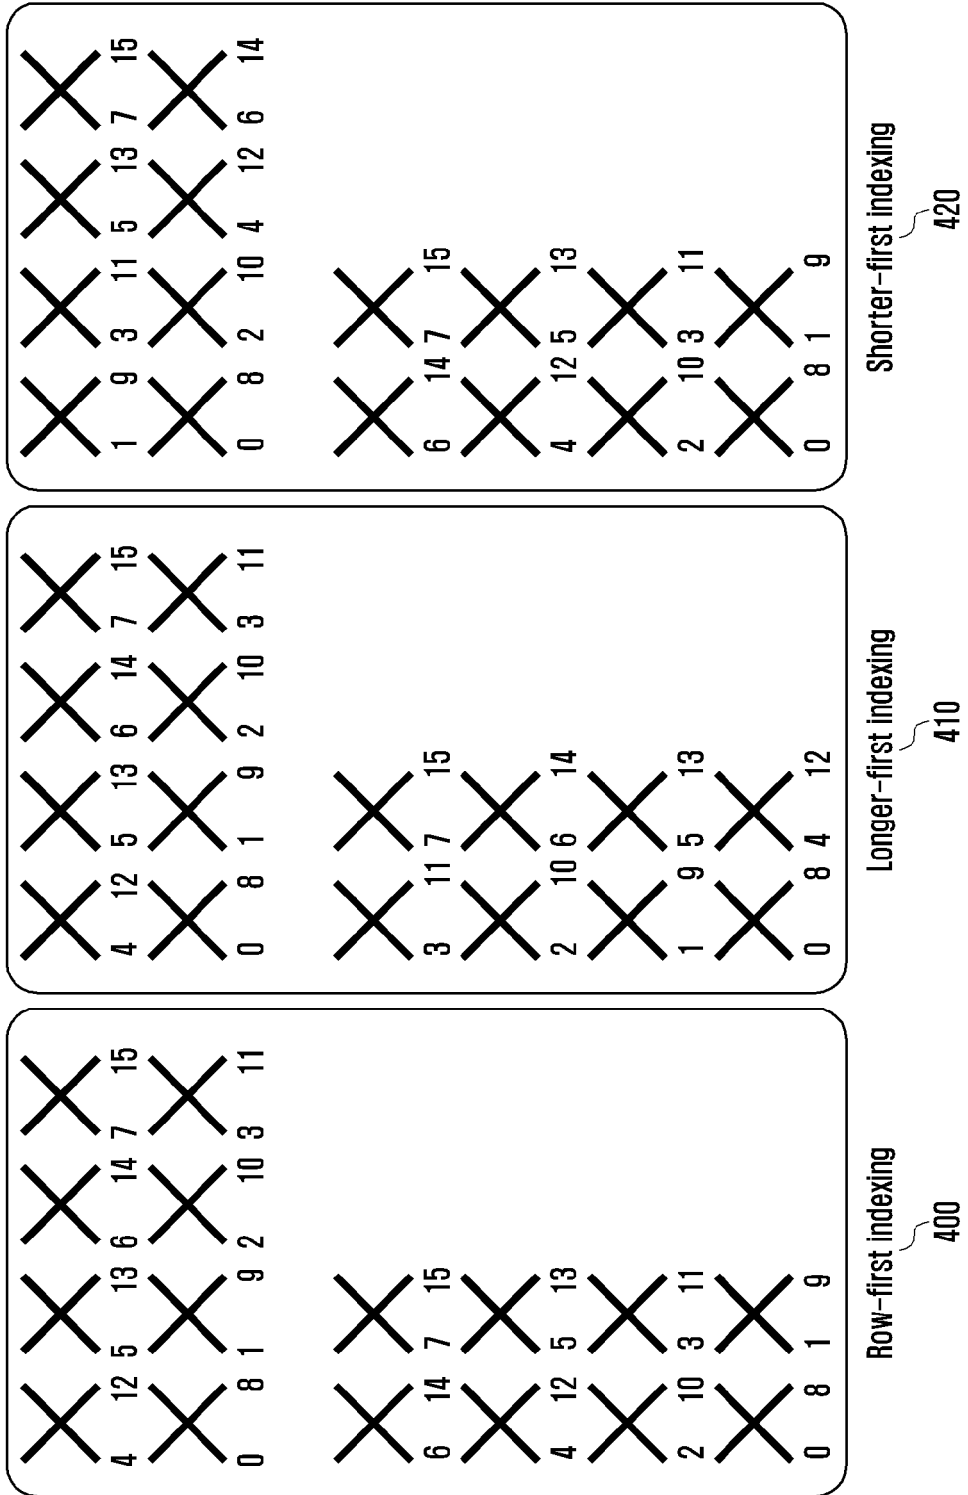 4 12 5 13 6 14 7 15
0 8 1 9 2 10 3 11
6 14 7 15
4 12 5 13
2 10 3 11
0 8 1 9
Row-first indexing
400
4 12 5 13 6 14 7 15
0 8 1 9 2 10 3 11
3 11 7 15
2 10 6 14
1 9 5 13
0 8 4 12
Longer-first indexing
410
1 9 3 11 5 13 7 15
0 8 2 10 4 12 6 14
6 14 7 15
4 12 5 13
2 10 3 11
0 8 1 9
Shorter-first indexing
420